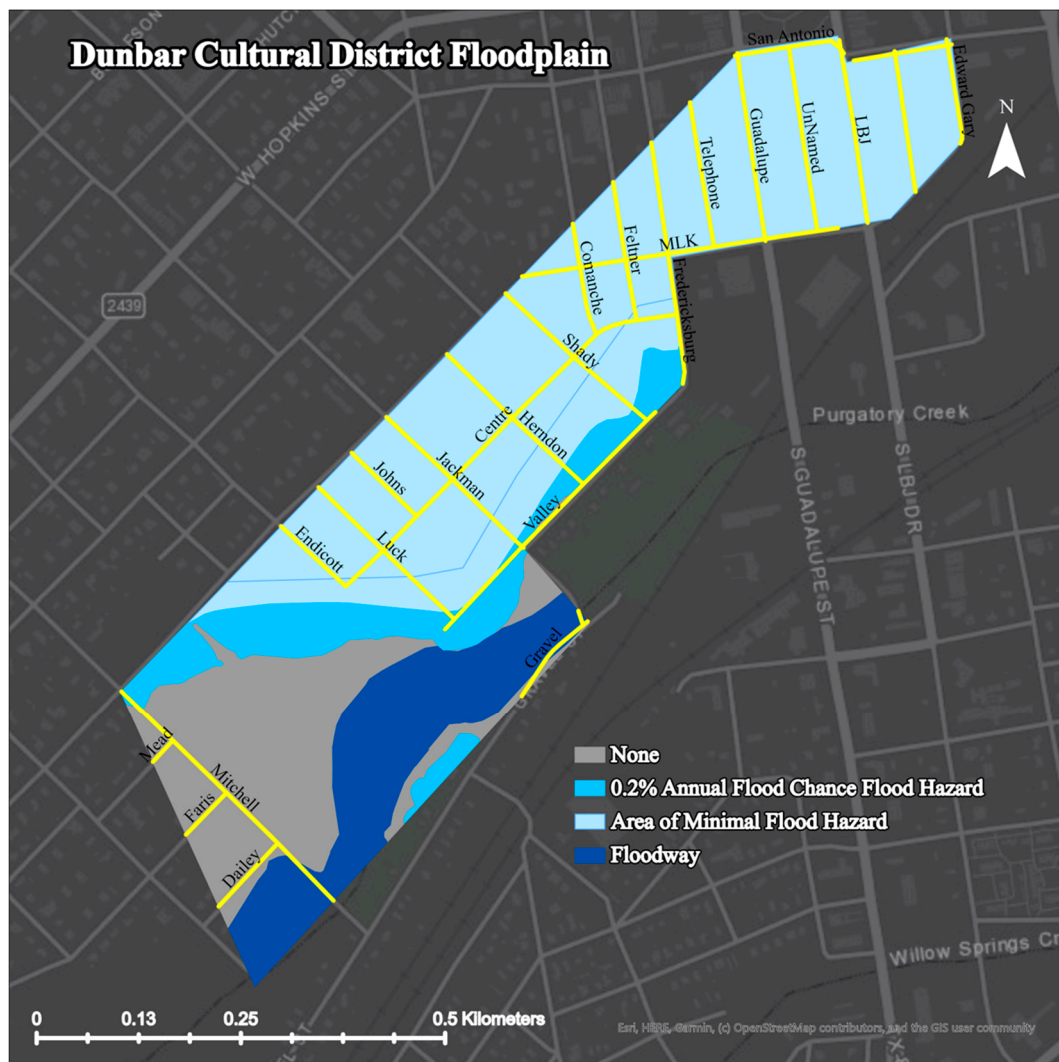 Dunbar Cultural District Floodplain
San Antonio
Edward Gary
N
W HOPKINS ST
Guadalupe
UnNamed
LBJ
Telephone
Feltner
MLK
Comanche
Fredericksburg
2439
Shady
Centre
Herndon
Purgatory Creek
Jackman
Johns
S GUADALUPE ST
S LBJ DR
Valley
Luck
Endicott
Gravel
Mead
Mitchell
Faris
Dailey
None
0.2% Annual Flood Chance Flood Hazard
Area of Minimal Flood Hazard
Floodway
Willow Springs Cr
0 0.13 0.25 0.5 Kilometers
Esri, HERE, Garmin, (c) OpenStreetMap contributors, and the GIS user community